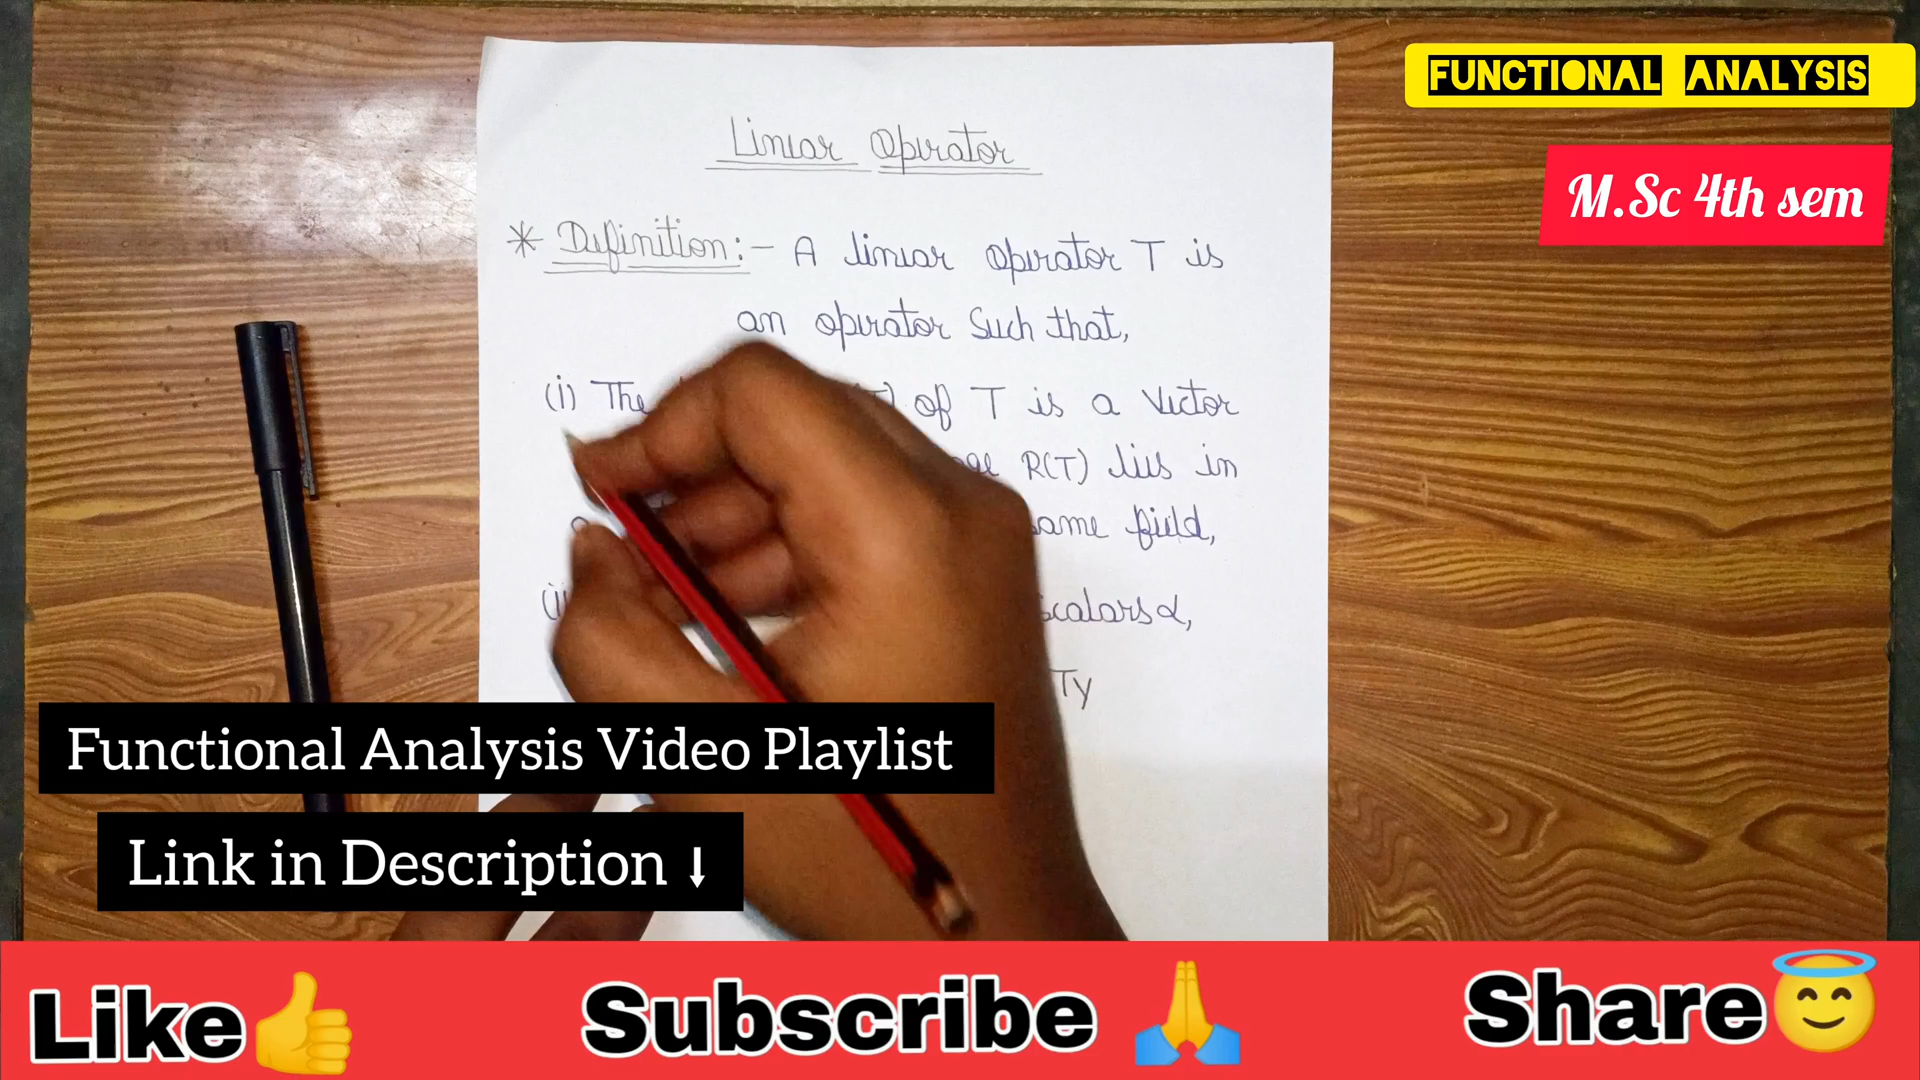 FUNCTIONAL ANALYSIS
M.Sc 4th sem
Linear Operator
* Definition:- A linear operator T is
an operator Such that,
(i) The of T is a Vector
R(T) lies in
same field,
scalars α,
Ty
Functional Analysis Video Playlist
Link in Description ↓
Like👍 Subscribe 🙏 Share😇